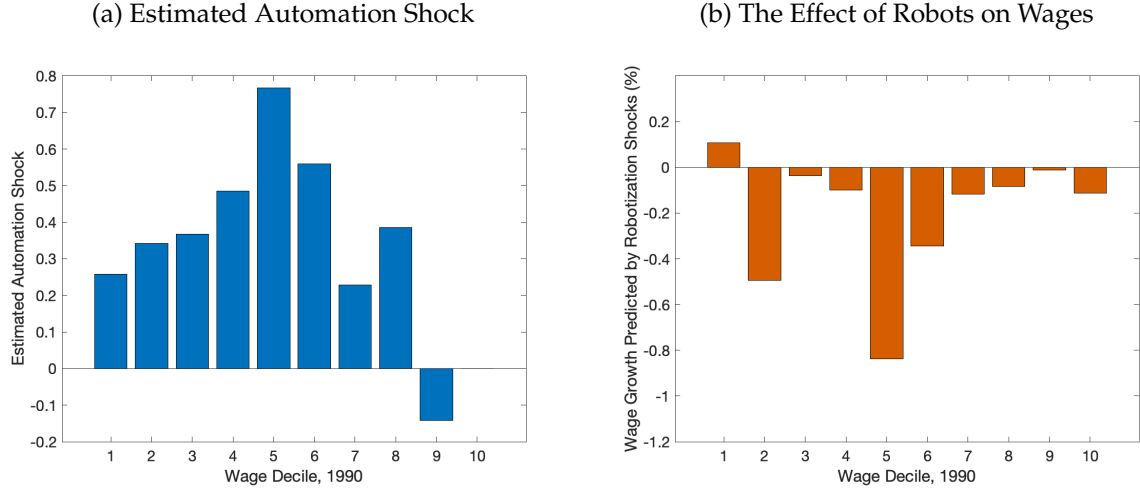 (a) Estimated Automation Shock
Estimated Automation Shock
0.8
0.7
0.6
0.5
0.4
0.3
0.2
0.1
0
-0.1
-0.2
1 2 3 4 5 6 7 8 9 10
Wage Decile, 1990
(b) The Effect of Robots on Wages
Wage Growth Predicted by Robotization Shocks (%)
0.2
0
-0.2
-0.4
-0.6
-0.8
-1
-1.2
1 2 3 4 5 6 7 8 9 10
Wage Decile, 1990